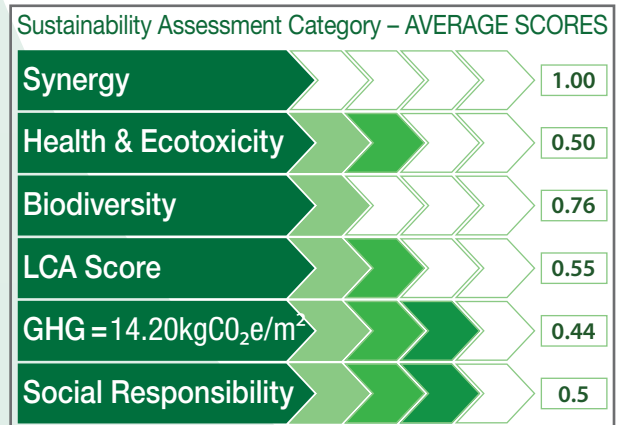 Sustainability Assessment Category – AVERAGE SCORES
Synergy 1.00
Health & Ecotoxicity 0.50
Biodiversity 0.76
LCA Score 0.55
GHG = 14.20kgC0₂e/m² 0.44
Social Responsibility 0.5